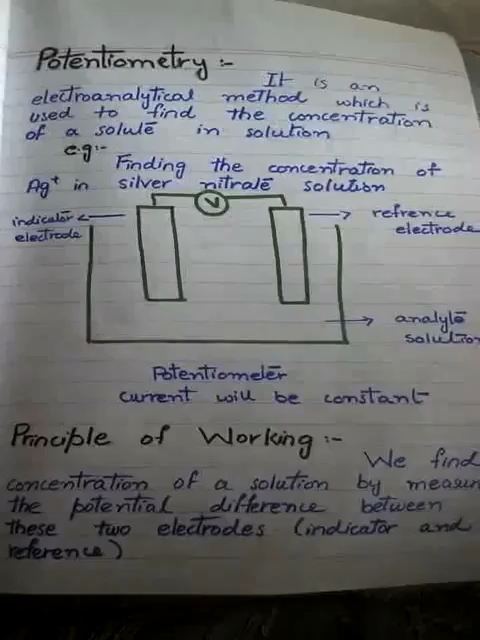 Potentiometry :-
It is an
electroanalytical method which is
used to find the concentration
of a solute in solution
e.g:-
Finding the concentration of
Ag+ in silver nitrate solution
V
indicator
electrode
refrence
electrode
analyte
solution
Potentiometer
current will be constant
Principle of Working :-
We find
concentration of a solution by measur
the potential difference between
these two electrodes (indicator and
reference)